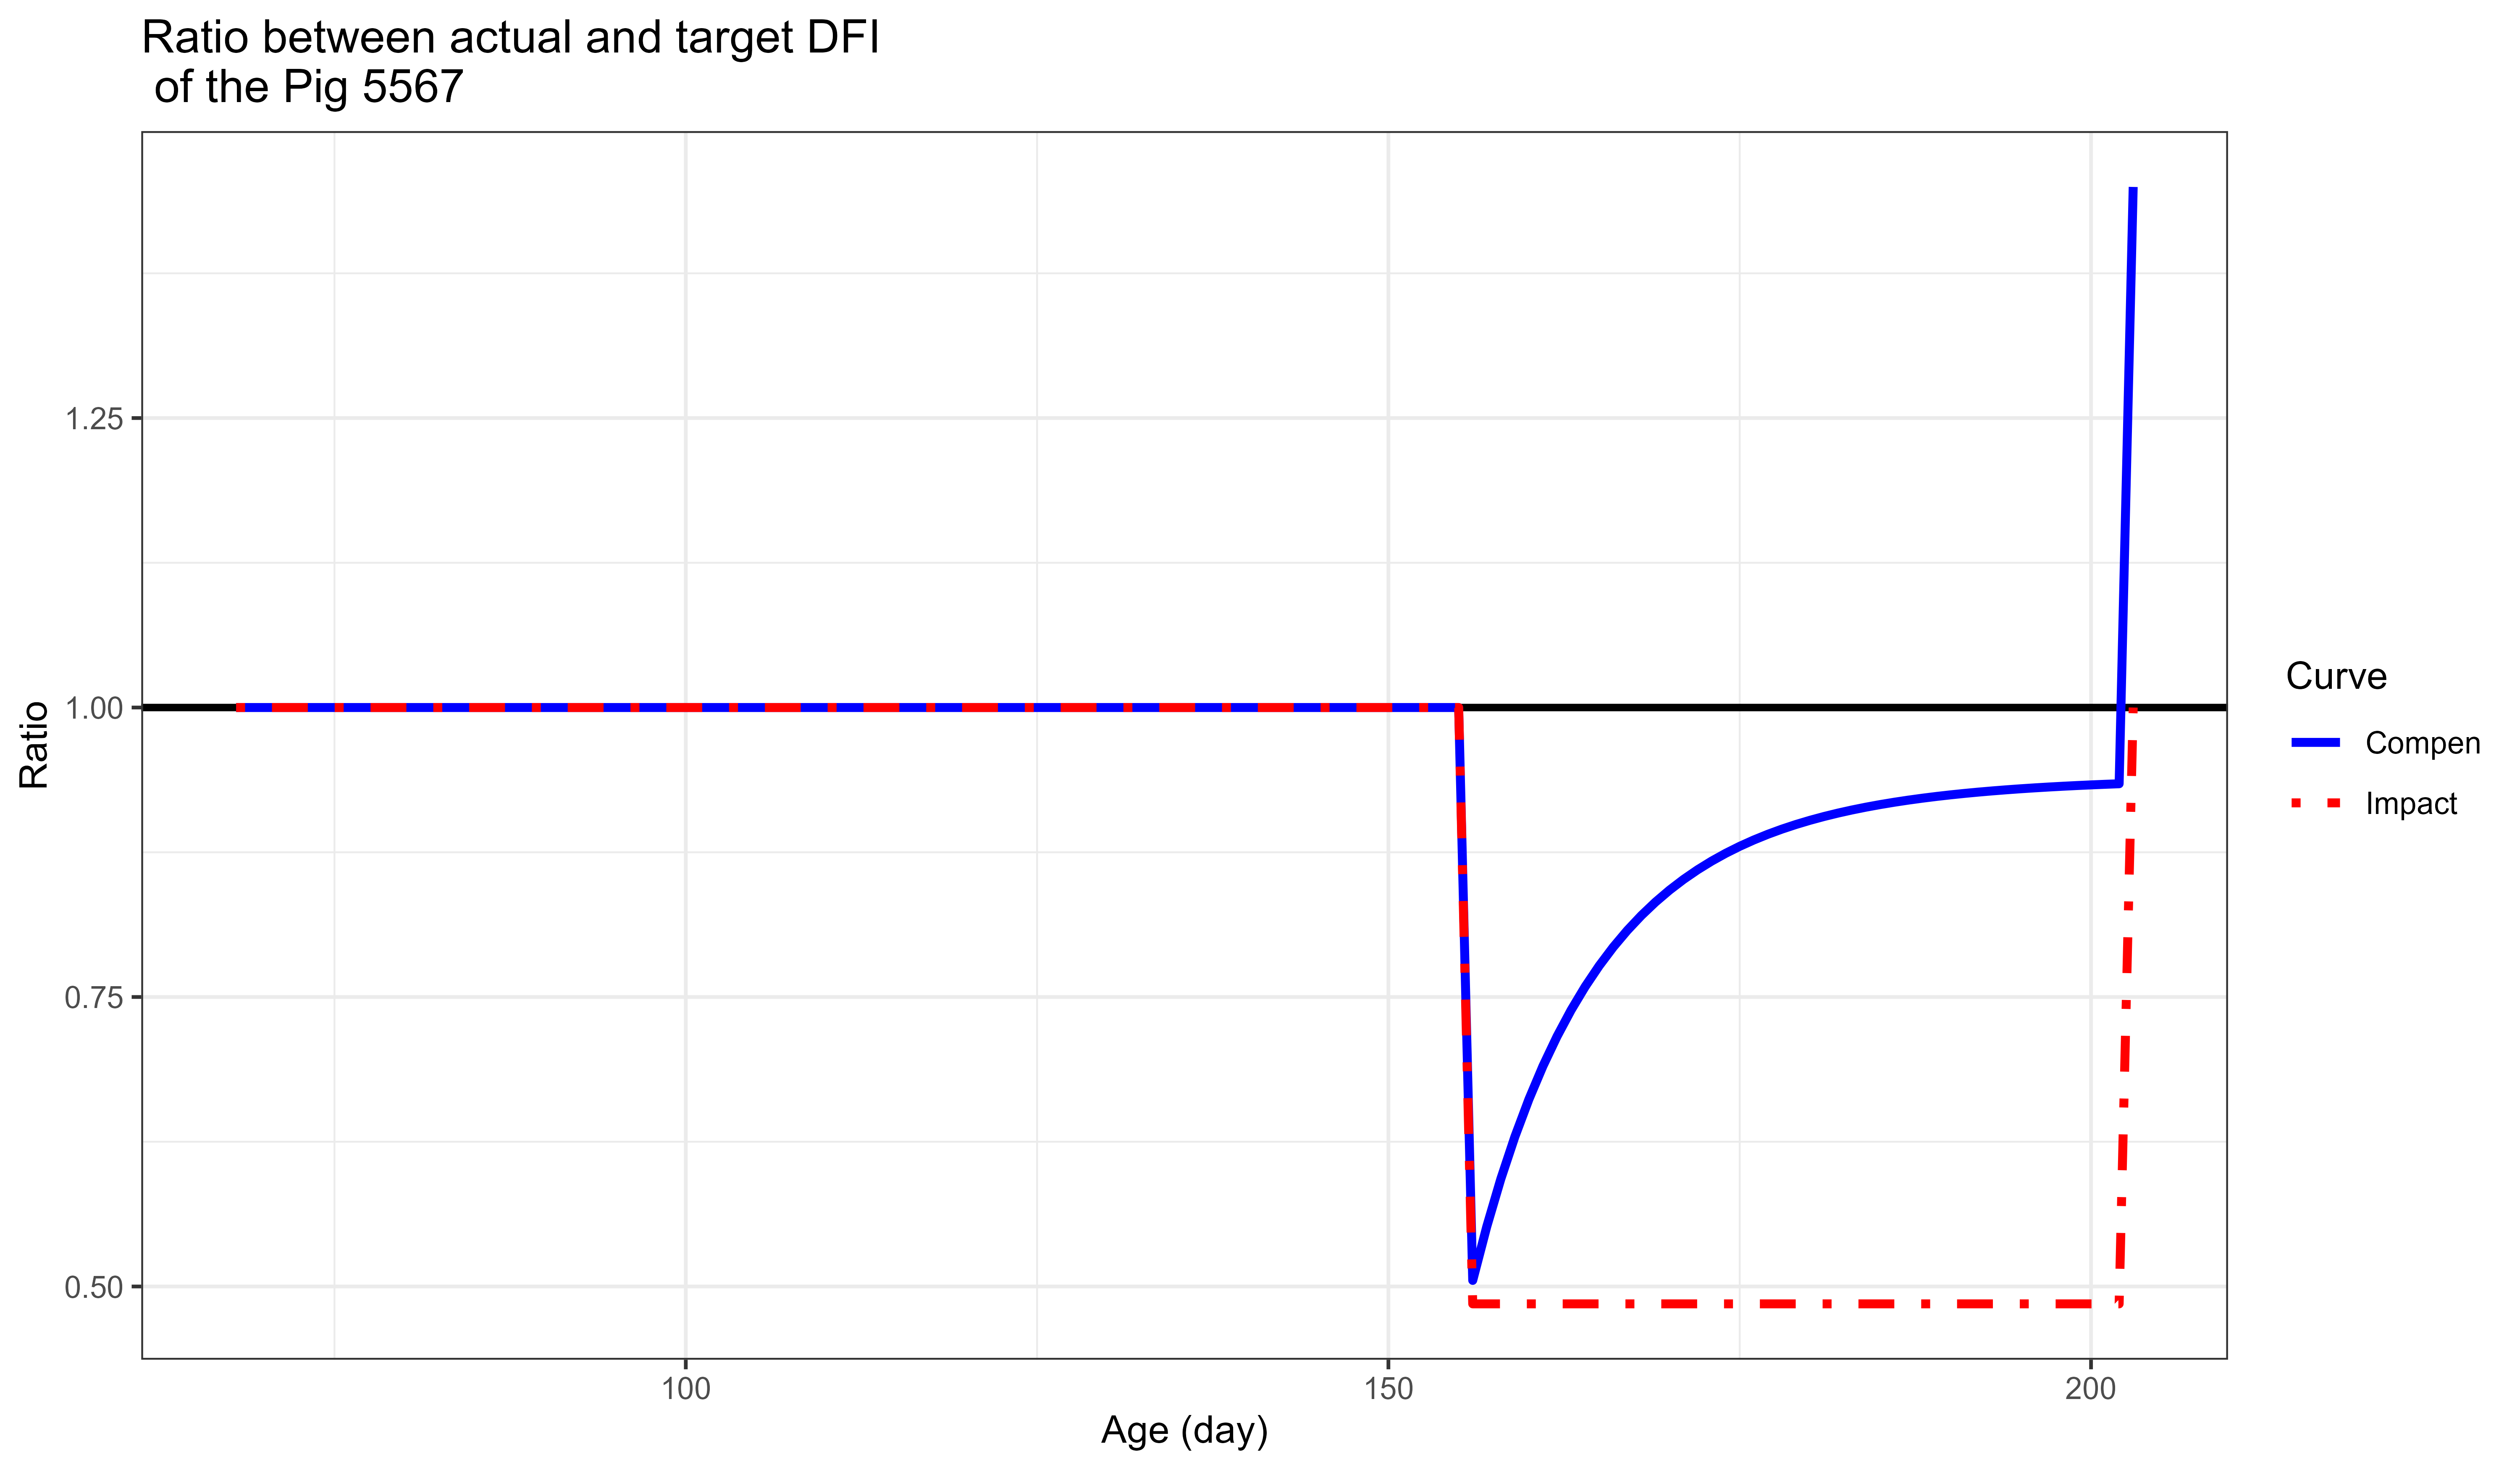 Ratio between actual and target DFI
of the Pig 5567
Ratio
1.25
1.00
0.75
0.50
100
150
200
Age (day)
Curve
Compen
Impact